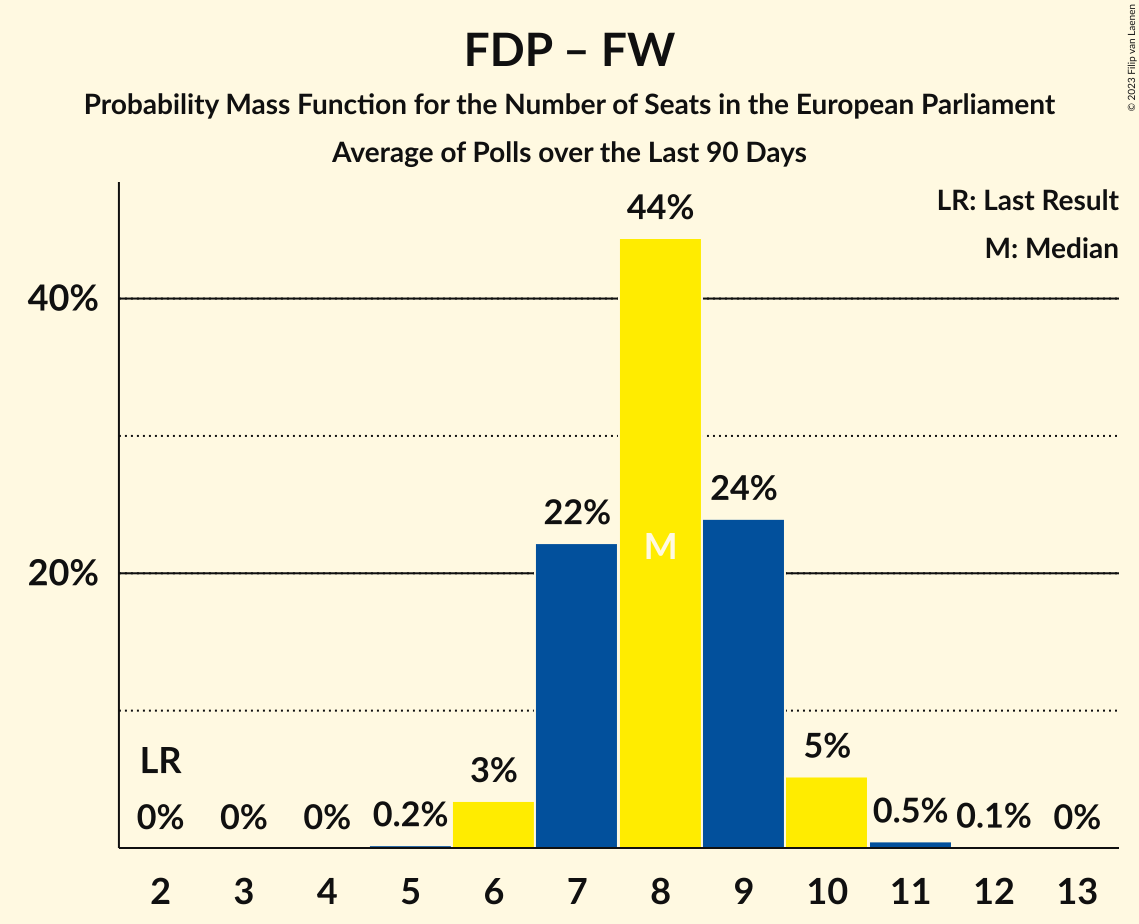 FDP – FW
Probability Mass Function for the Number of Seats in the European Parliament
Average of Polls over the Last 90 Days
© 2023 Filip van Laenen
LR: Last Result
M: Median
44%
40%
24%
22%
M
20%
LR
5%
3%
0% 0% 0% 0.2% 0.5% 0.1% 0%
2 3 4 5 6 7 8 9 10 11 12 13